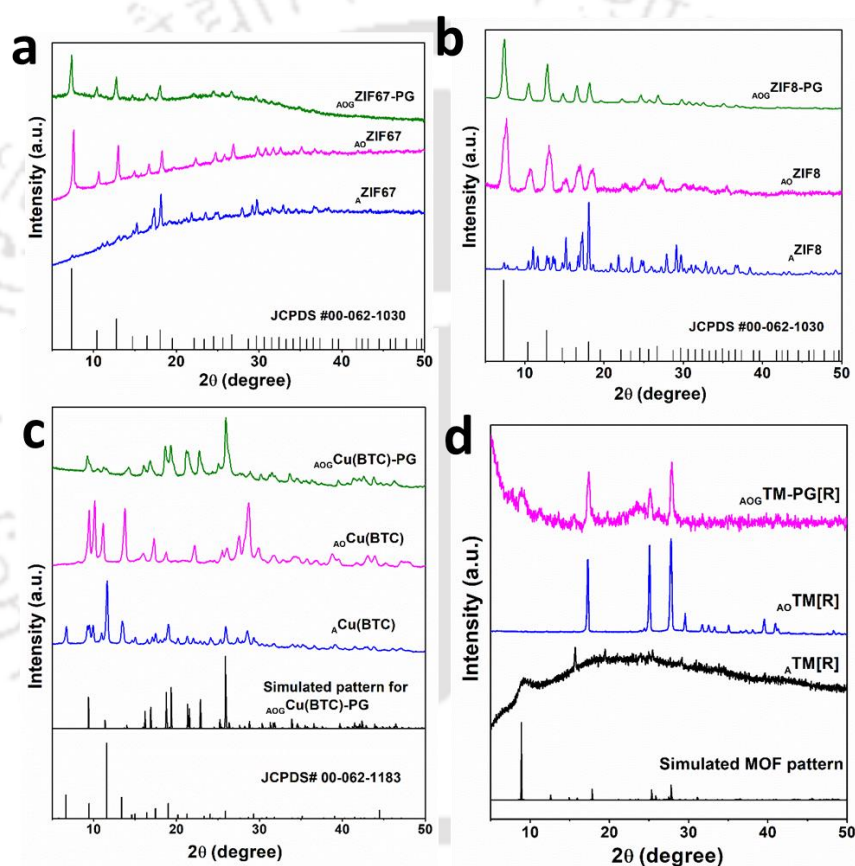 a
AOGZIF67-PG
AOZIF67
AZIF67
JCPDS #00-062-1030
Intensity (a.u.)
10 20 30 40 50
2θ (degree)
b
AOGZIF8-PG
AOZIF8
AZIF8
JCPDS #00-062-1030
Intensity (a.u.)
10 20 30 40 50
2θ (degree)
c
AOGCu(BTC)-PG
AOCu(BTC)
ACu(BTC)
Simulated pattern for
AOGCu(BTC)-PG
JCPDS# 00-062-1183
Intensity (a.u.)
10 20 30 40 50
2θ (degree)
d
AOGTM-PG[R]
AOTM[R]
ATM[R]
Simulated MOF pattern
Intensity (a.u.)
10 20 30 40 50
2θ (degree)